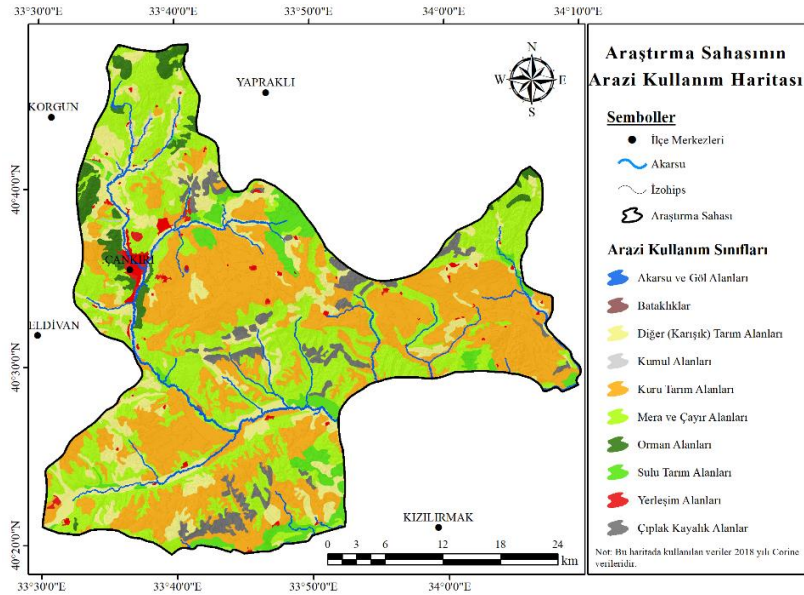 33°30'0"E 33°40'0"E 33°50'0"E 34°0'0"E 34°10'0"E
40°40'0"N
40°30'0"N
40°20'0"N
KORGUN
YAPRAKLI
ÇANKIRI
ELDİVAN
KIZILIRMAK
N
W E
S
0 3 6 12 18 24
km
33°30'0"E 33°40'0"E 33°50'0"E 34°0'0"E
Araştırma Sahasının
Arazi Kullanım Haritası
Semboller
İlçe Merkezleri
Akarsu
İzohips
Araştırma Sahası
Arazi Kullanım Sınıfları
Akarsu ve Göl Alanları
Bataklıklar
Diğer (Karışık) Tarım Alanları
Kumul Alanları
Kuru Tarım Alanları
Mera ve Çayır Alanları
Orman Alanları
Sulu Tarım Alanları
Yerleşim Alanları
Çıplak Kayalık Alanlar
Not: Bu haritada kullanılan veriler 2018 yılı Corine
verileridir.